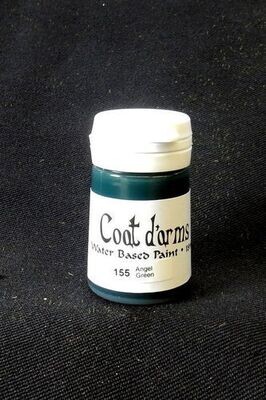 Coat d'arms
Water Based Paint •
155 Angel
Green